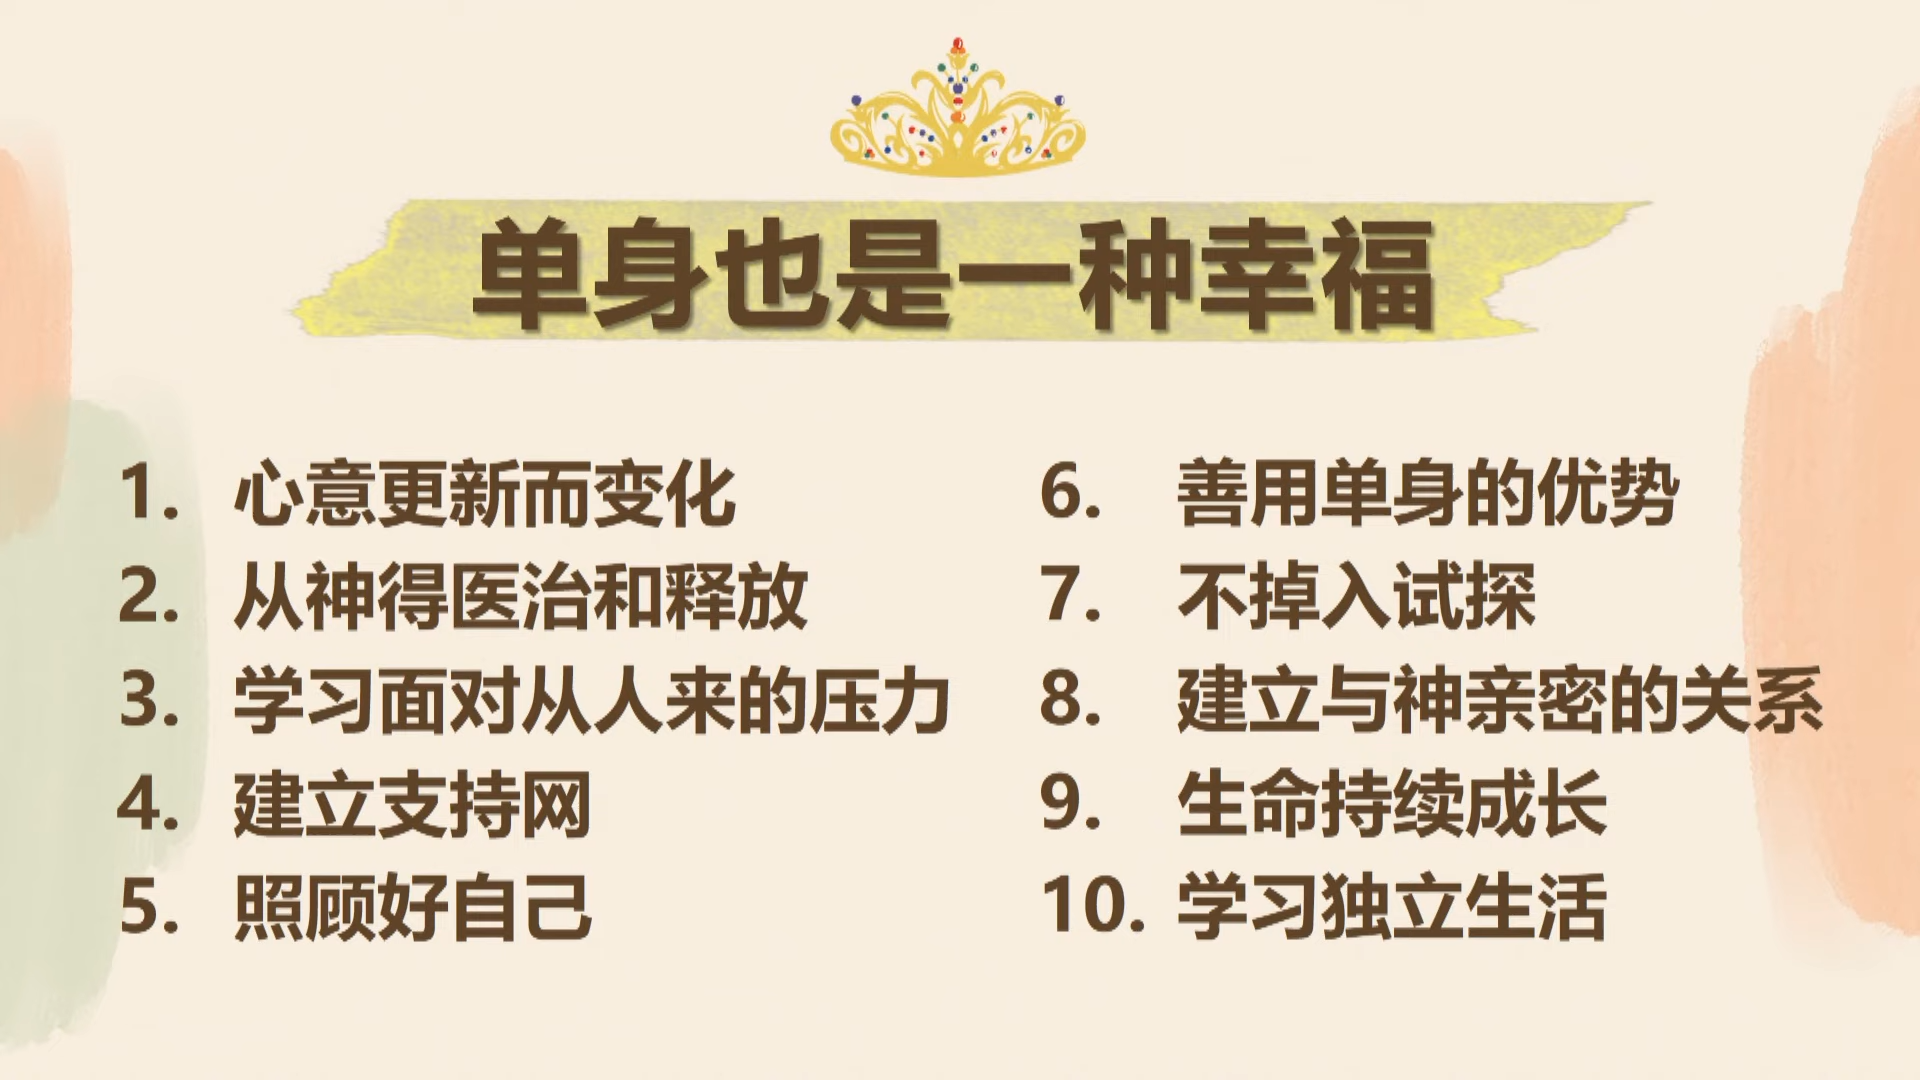 单身也是一种幸福
1. 心意更新而变化
2. 从神得医治和释放
3. 学习面对从人来的压力
4. 建立支持网
5. 照顾好自己
6. 善用单身的优势
7. 不掉入试探
8. 建立与神亲密的关系
9. 生命持续成长
10. 学习独立生活